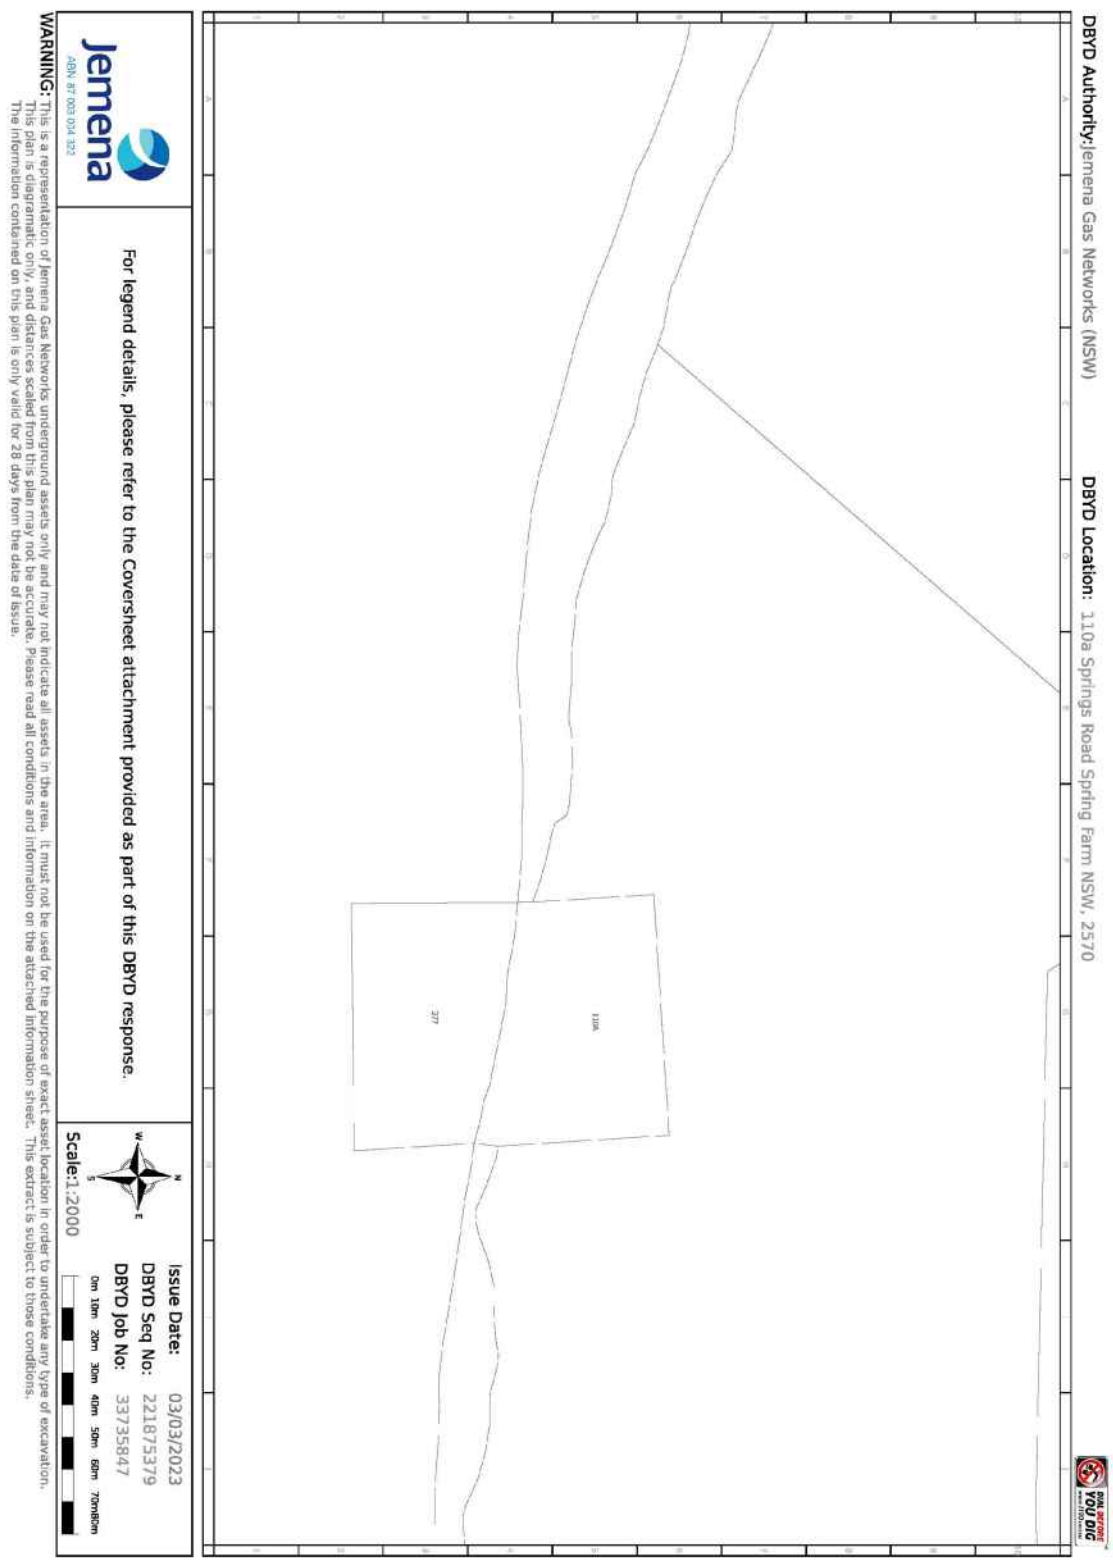 DBYD Authority:Jemena Gas Networks (NSW)
DBYD Location: 110a Springs Road Spring Farm NSW, 2570
DIAL BEFORE
YOU DIG
110A
277
Jemena
ABN 87 003 004 322
For legend details, please refer to the Coversheet attachment provided as part of this DBYD response.
N
W
E
S
Scale:1:2000
Issue Date: 03/03/2023
DBYD Seq No: 221875379
DBYD Job No: 33735847
0m 10m 20m 30m 40m 50m 60m 70m80m
WARNING: This is a representation of Jemena Gas Networks underground assets only and may not indicate all assets in the area. It must not be used for the purpose of exact asset location in order to undertake any type of excavation.
This plan is diagramatic only, and distances scaled from this plan may not be accurate. Please read all conditions and information on the attached information sheet. This extract is subject to those conditions.
The information contained on this plan is only valid for 28 days from the date of issue.